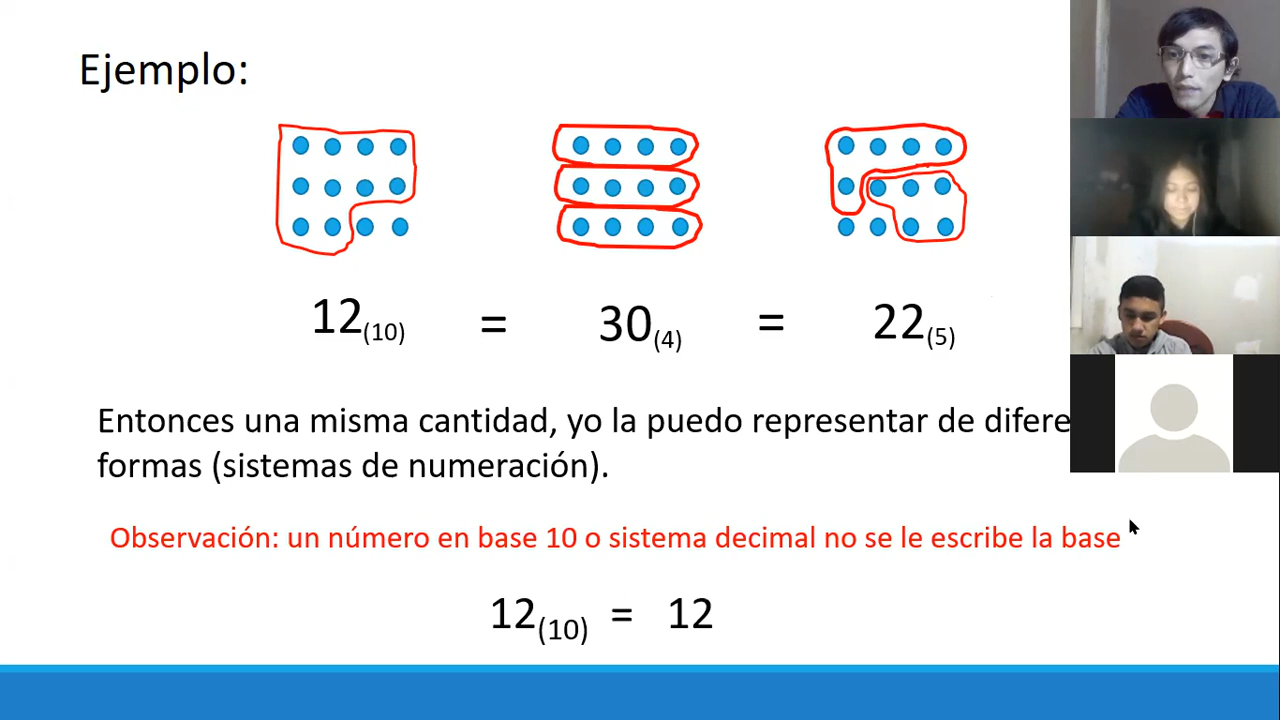 Ejemplo:
12(10) = 30(4) = 22(5)
Entonces una misma cantidad, yo la puedo representar de
formas (sistemas de numeración).
Observación: un número en base 10 o sistema decimal no se le escribe la base
12(10) = 12